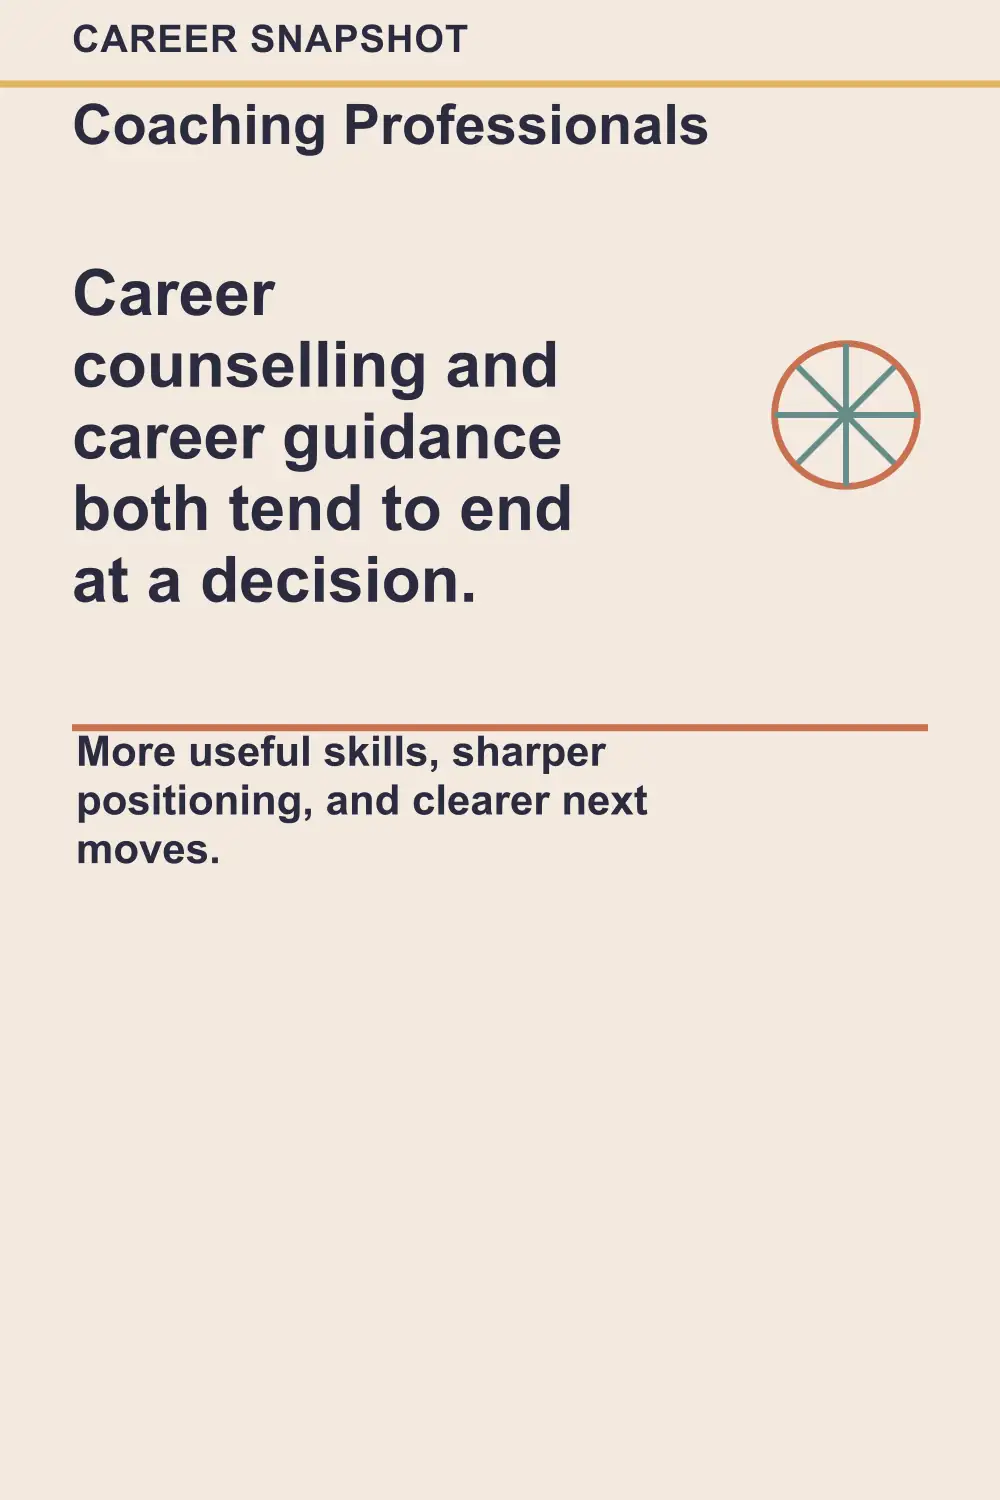 CAREER SNAPSHOT
Coaching Professionals
Career
counselling and
career guidance
both tend to end
at a decision.
More useful skills, sharper
positioning, and clearer next
moves.